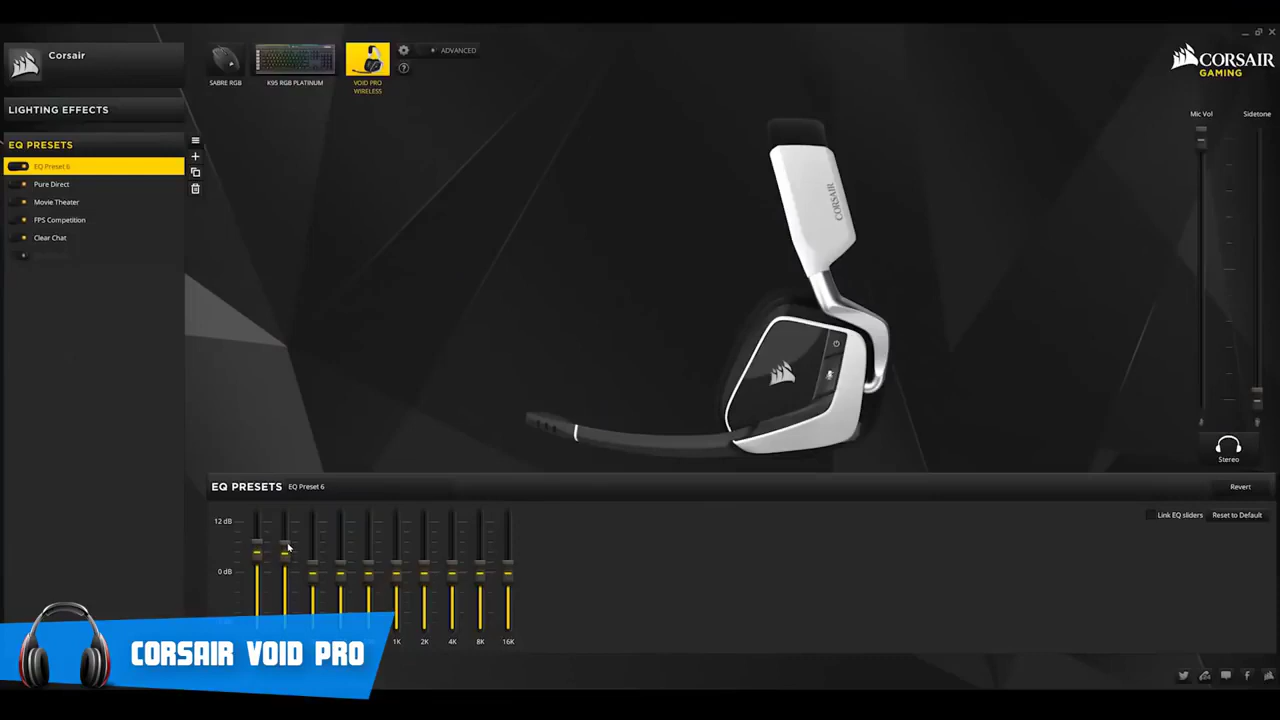 Corsair
LIGHTING EFFECTS
EQ PRESETS
EQ Preset 6
Pure Direct
Movie Theater
FPS Competition
Clear Chat
SABRE RGB
K95 RGB PLATINUM
VOID PRO
WIRELESS
ADVANCED
CORSAIR
GAMING
Mic Vol
Sidetone
CORSAIR
Stereo
EQ PRESETS
EQ Preset 6
Revert
12 dB
0 dB
Link EQ sliders
Reset to Default
1K
2K
4K
8K
16K
CORSAIR VOID PRO